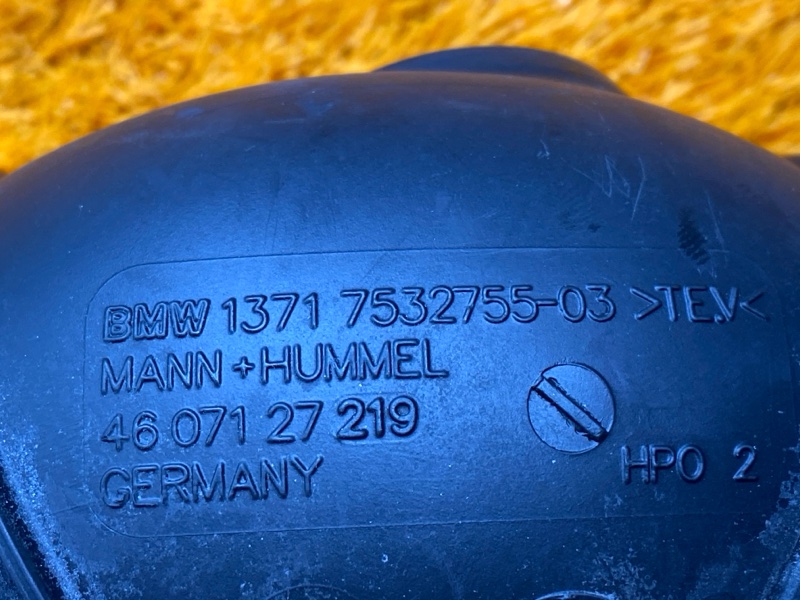 BMW 1371 7532755-03 >TEV<
MANN+HUMMEL
46 071 27 219
GERMANY
HPO 2